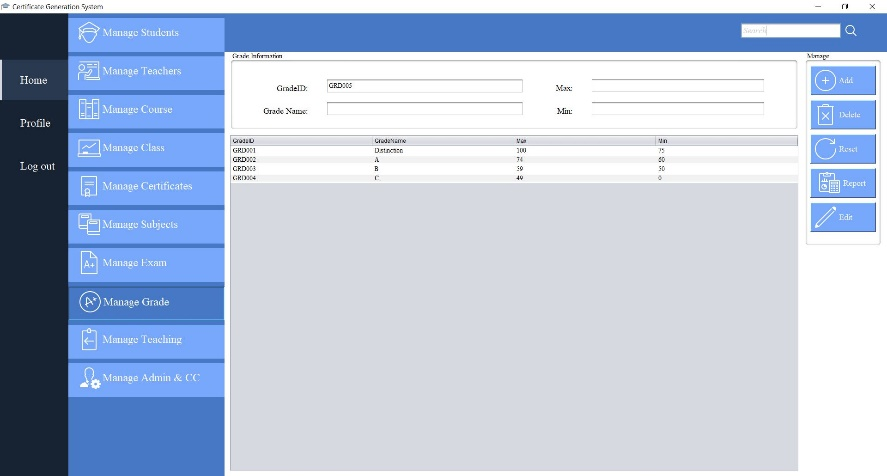 Certificate Generation System
Search
Home
Profile
Log out
Manage Students
Manage Teachers
Manage Course
Manage Class
Manage Certificates
Manage Subjects
A+
Manage Exam
A+
Manage Grade
Manage Teaching
Manage Admin & CC
Grade Information
GradeID: GRD005 Max:
Grade Name: Min:
GradeID GradeName Max Min
GRD001 Distinction 100 75
GRD002 A 74 60
GRD003 B 59 50
GRD004 C 49 0
Manage
Add
Delete
Reset
Report
Edit